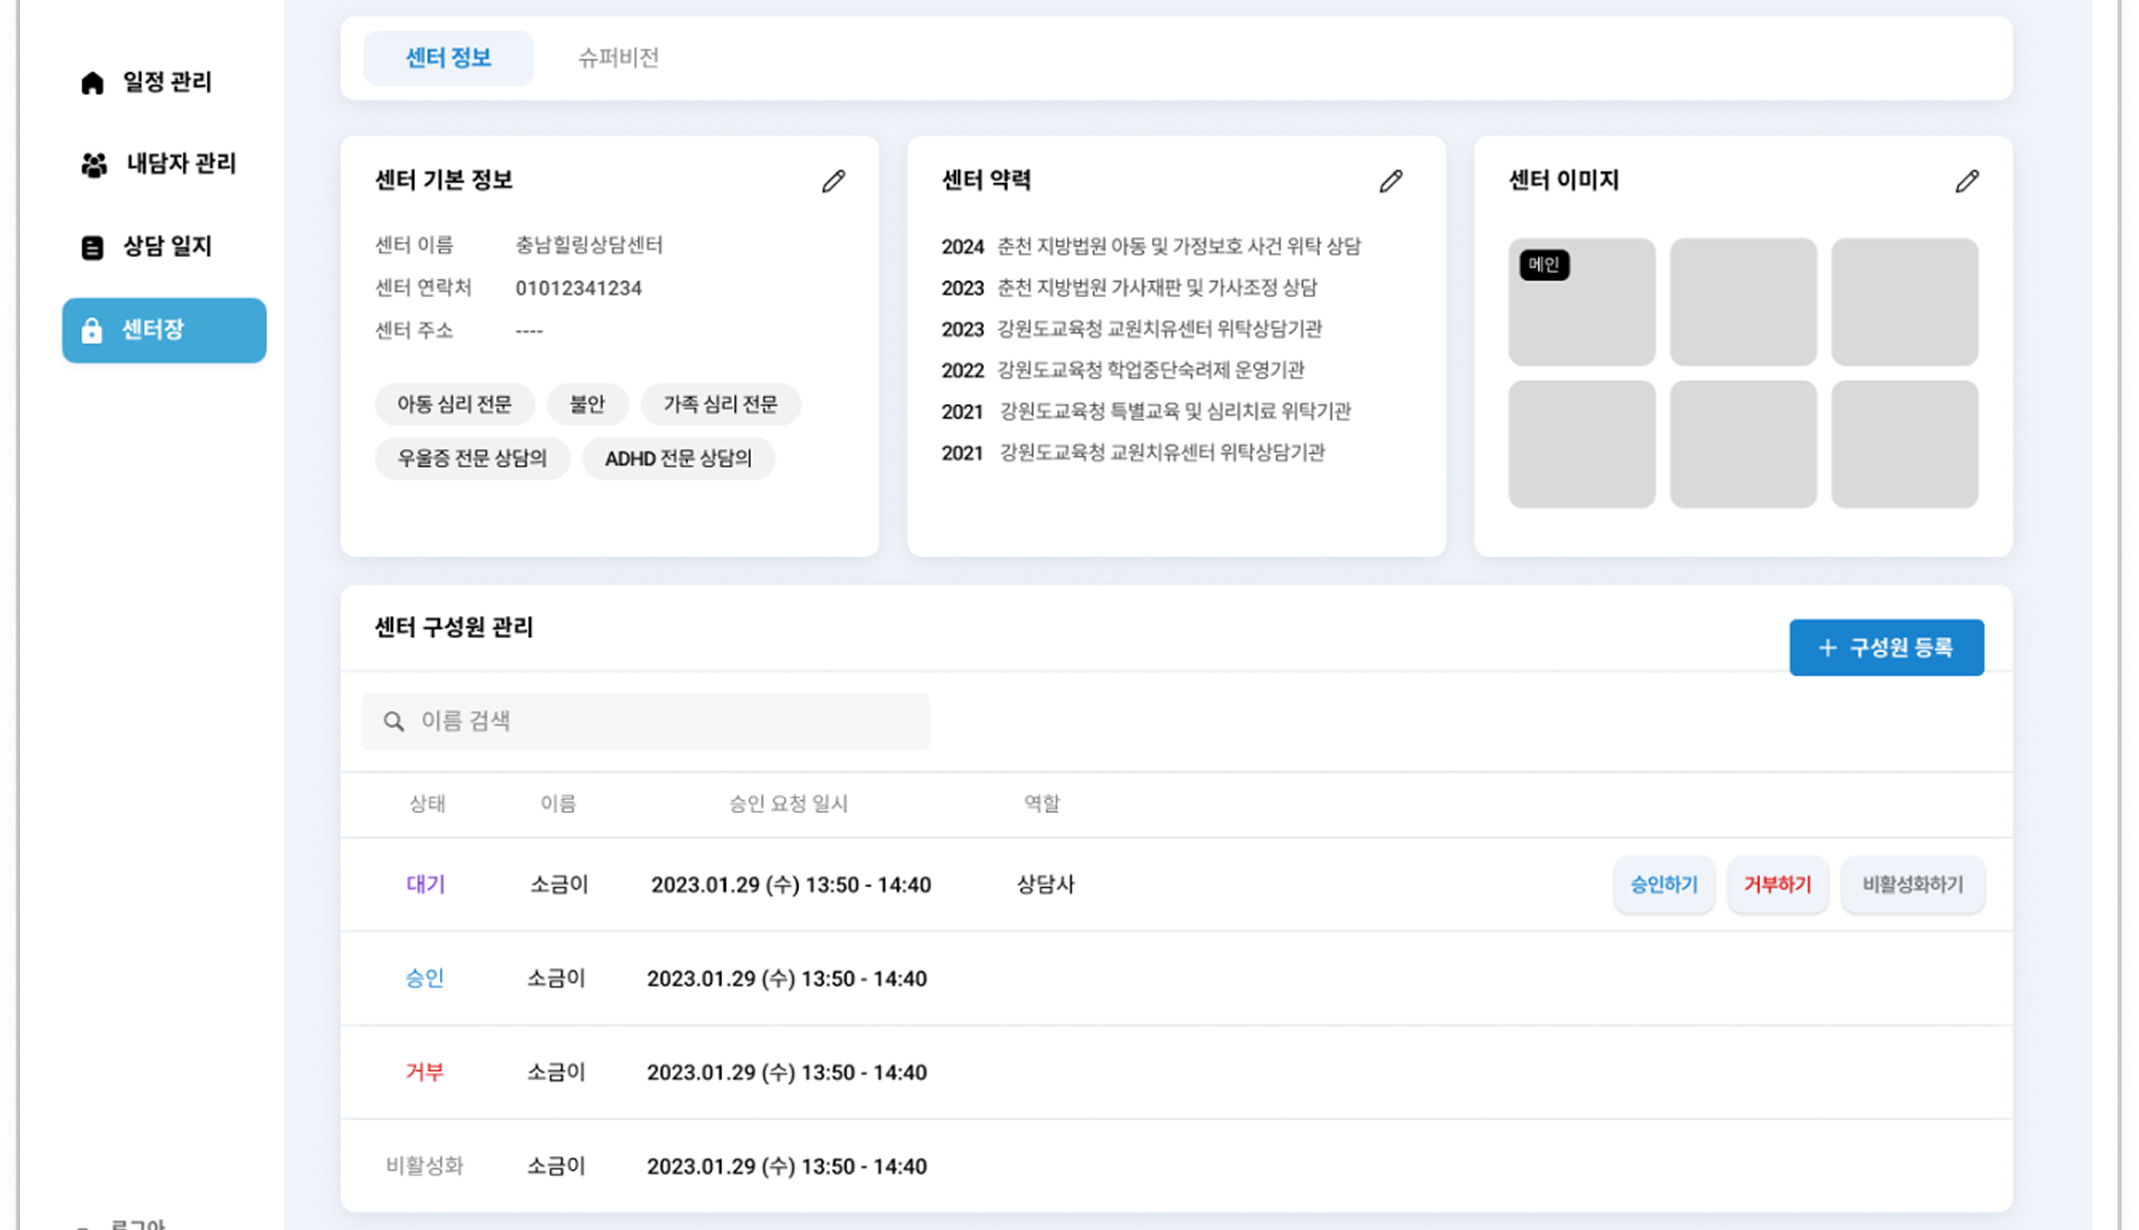 일정 관리
내담자 관리
상담 일지
센터장
센터 정보
슈퍼비전
센터 기본 정보
센터 이름 충남힐링상담센터
센터 연락처 01012341234
센터 주소 ----
아동 심리 전문 불안 가족 심리 전문
우울증 전문 상담의 ADHD 전문 상담의
센터 약력
2024 춘천 지방법원 아동 및 가정보호 사건 위탁 상담
2023 춘천 지방법원 가사재판 및 가사조정 상담
2023 강원도교육청 교원치유센터 위탁상담기관
2022 강원도교육청 학업중단숙려제 운영기관
2021 강원도교육청 특별교육 및 심리치료 위탁기관
2021 강원도교육청 교원치유센터 위탁상담기관
센터 이미지
메인
센터 구성원 관리
+ 구성원 등록
이름 검색
상태 이름 승인 요청 일시 역할
대기 소금이 2023.01.29 (수) 13:50 - 14:40 상담사 승인하기 거부하기 비활성화하기
승인 소금이 2023.01.29 (수) 13:50 - 14:40
거부 소금이 2023.01.29 (수) 13:50 - 14:40
비활성화 소금이 2023.01.29 (수) 13:50 - 14:40